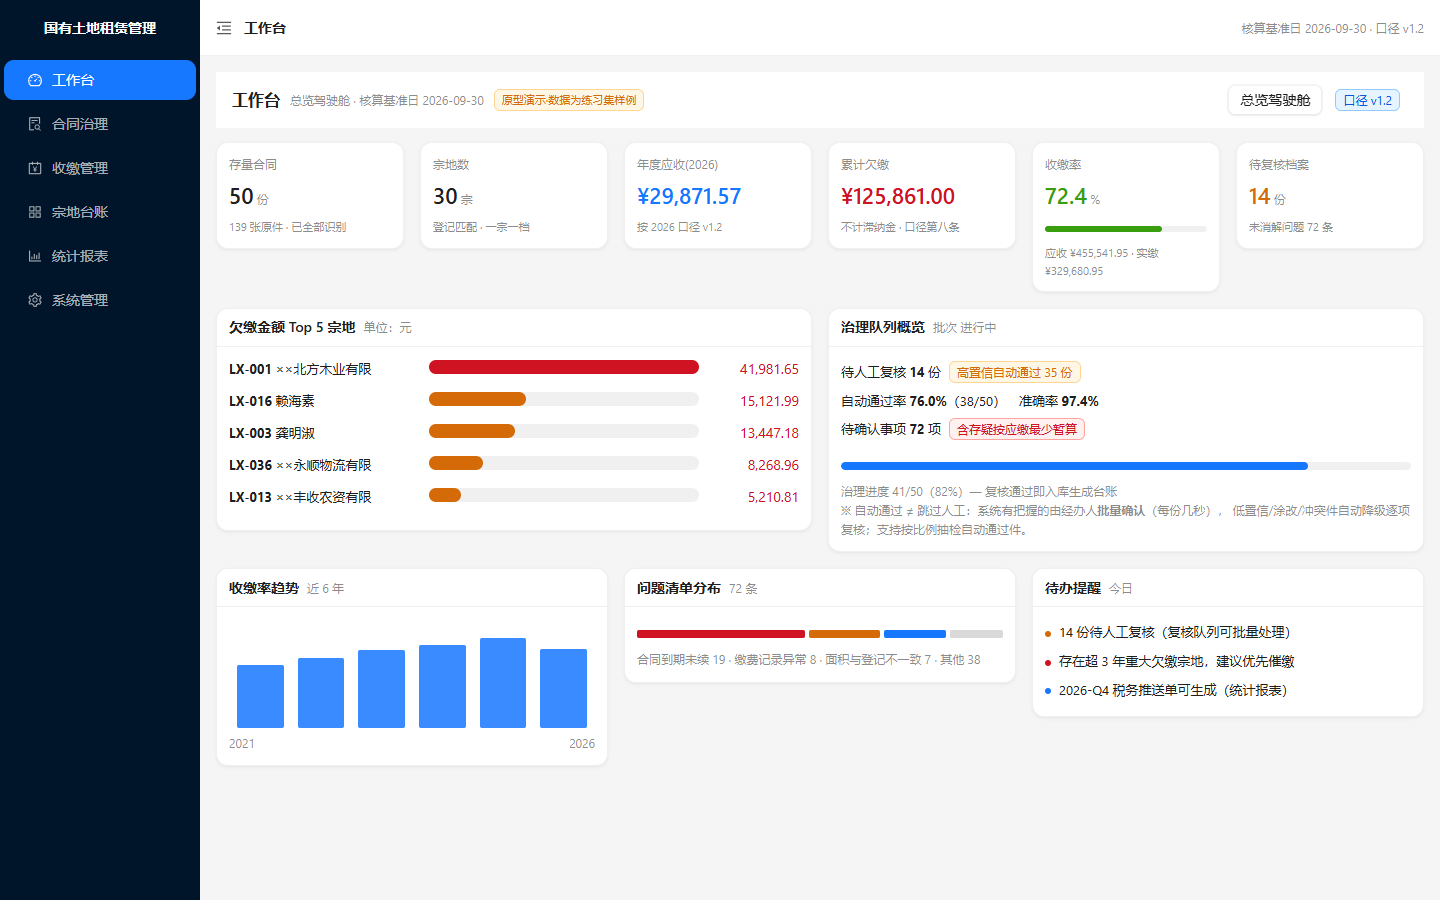 国有土地租赁管理
工作台
合同治理
收缴管理
宗地台账
统计报表
系统管理
工作台
核算基准日 2026-09-30 · 口径 v1.2
工作台 总览驾驶舱 · 核算基准日 2026-09-30 原型演示·数据为练习集样例
总览驾驶舱 口径 v1.2
存量合同
50 份
139 张原件 · 已全部识别
宗地数
30 宗
登记匹配 · 一宗一档
年度应收(2026)
¥29,871.57
按 2026 口径 v1.2
累计欠缴
¥125,861.00
不计滞纳金 · 口径第八条
收缴率
72.4 %
应收 ¥455,541.95 · 实缴
¥329,680.95
待复核档案
14 份
未消解问题 72 条
欠缴金额 Top 5 宗地 单位：元
LX-001 ××北方木业有限 41,981.65
LX-016 赖海素 15,121.99
LX-003 龚明淑 13,447.18
LX-036 ××永顺物流有限 8,268.96
LX-013 ××丰收农资有限 5,210.81
治理队列概览 批次 进行中
待人工复核 14 份 高置信自动通过 35 份
自动通过率 76.0%（38/50） 准确率 97.4%
待确认事项 72 项 含存疑按应缴最少暂算
治理进度 41/50（82%）— 复核通过即入库生成台账
※ 自动通过 ≠ 跳过人工：系统有把握的由经办人批量确认（每份几秒）， 低置信/涂改/冲突件自动降级逐项
复核；支持按比例抽检自动通过件。
收缴率趋势 近 6 年
2021 2026
问题清单分布 72 条
合同到期未续 19 · 缴费记录异常 8 · 面积与登记不一致 7 · 其他 38
待办提醒 今日
14 份待人工复核（复核队列可批量处理）
存在超 3 年重大欠缴宗地，建议优先催缴
2026-Q4 税务推送单可生成（统计报表）